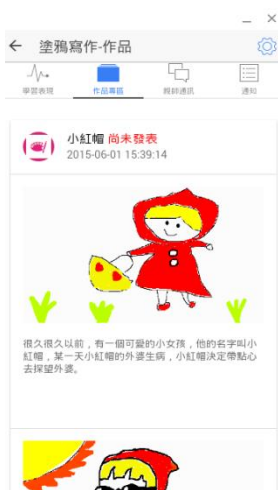 塗鴉寫作-作品
學習表現 作品專區 親師通訊 通知
小紅帽 尚未發表
2015-06-01 15:39:14
很久很久以前，有一個可愛的小女孩，他的名字叫小
紅帽，某一天小紅帽的外婆生病，小紅帽決定帶點心
去探望外婆。